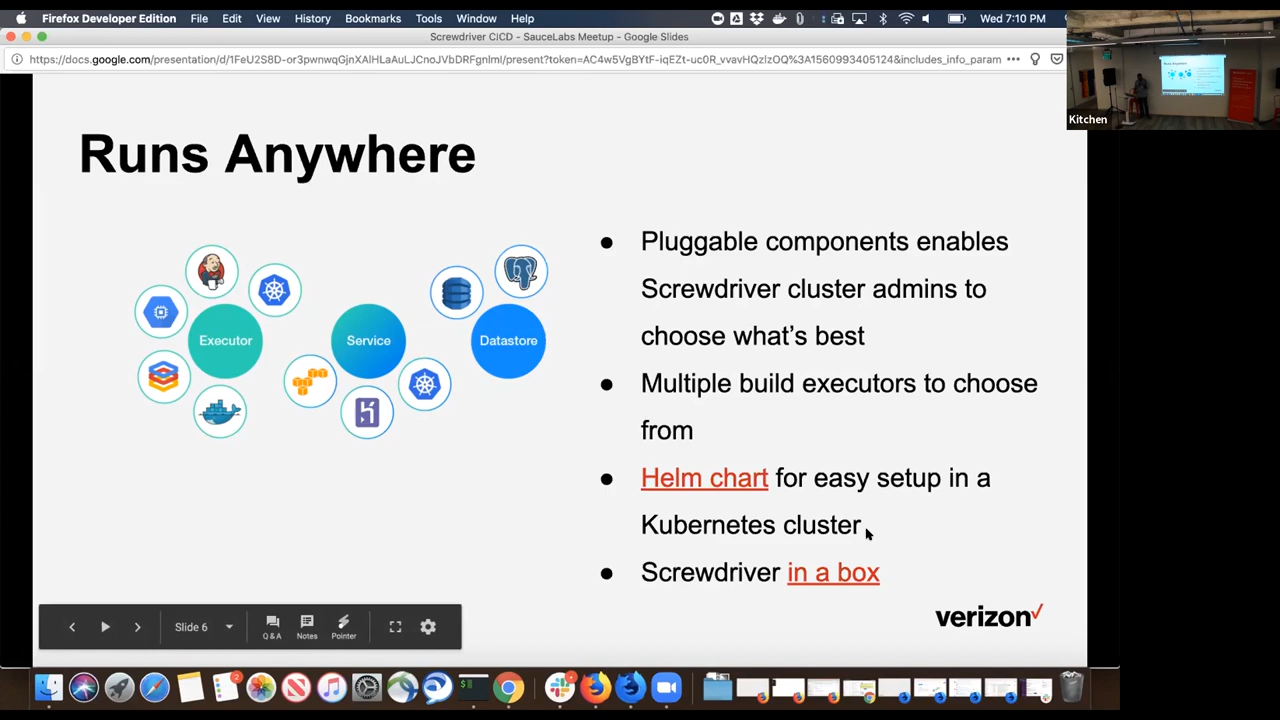 Firefox Developer Edition File Edit View History Bookmarks Tools Window Help Wed 7:10 PM
Screwdriver CICD - SauceLabs Meetup - Google Slides
https://docs.google.com/presentation/d/1FeU2S8D-or3pwnwqGjnXAlHLaAuLJCnoJVbDRFgnlmI/present?token=AC4w5VgBYtF-iqEZt-uc0R_vvavHQzlzOQ%3A1560993405124&includes_info_param
Kitchen
Runs Anywhere
Executor
Service
Datastore
● Pluggable components enables
Screwdriver cluster admins to
choose what's best
● Multiple build executors to choose
from
● Helm chart for easy setup in a
Kubernetes cluster
● Screwdriver in a box
verizon
Slide 6
Q & A
Notes
Pointer
2